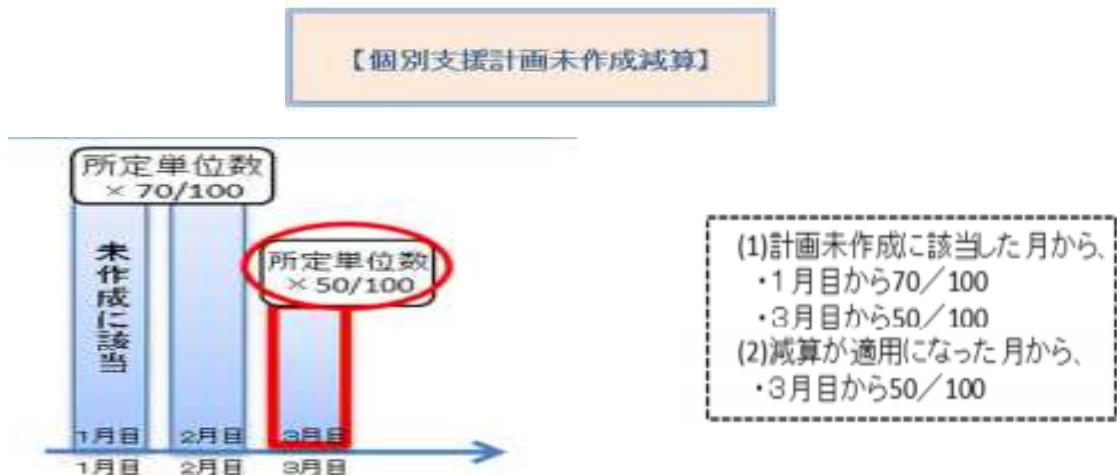 【個別支援計画未作成減算】
所定単位数
×70/100
未作成に該当
所定単位数
×50/100
1月目 2月目 3月目
1月目 2月目 3月目
(1)計画未作成に該当した月から、
・1月目から70/100
・3月目から50/100
(2)減算が適用になった月から、
・3月目から50/100